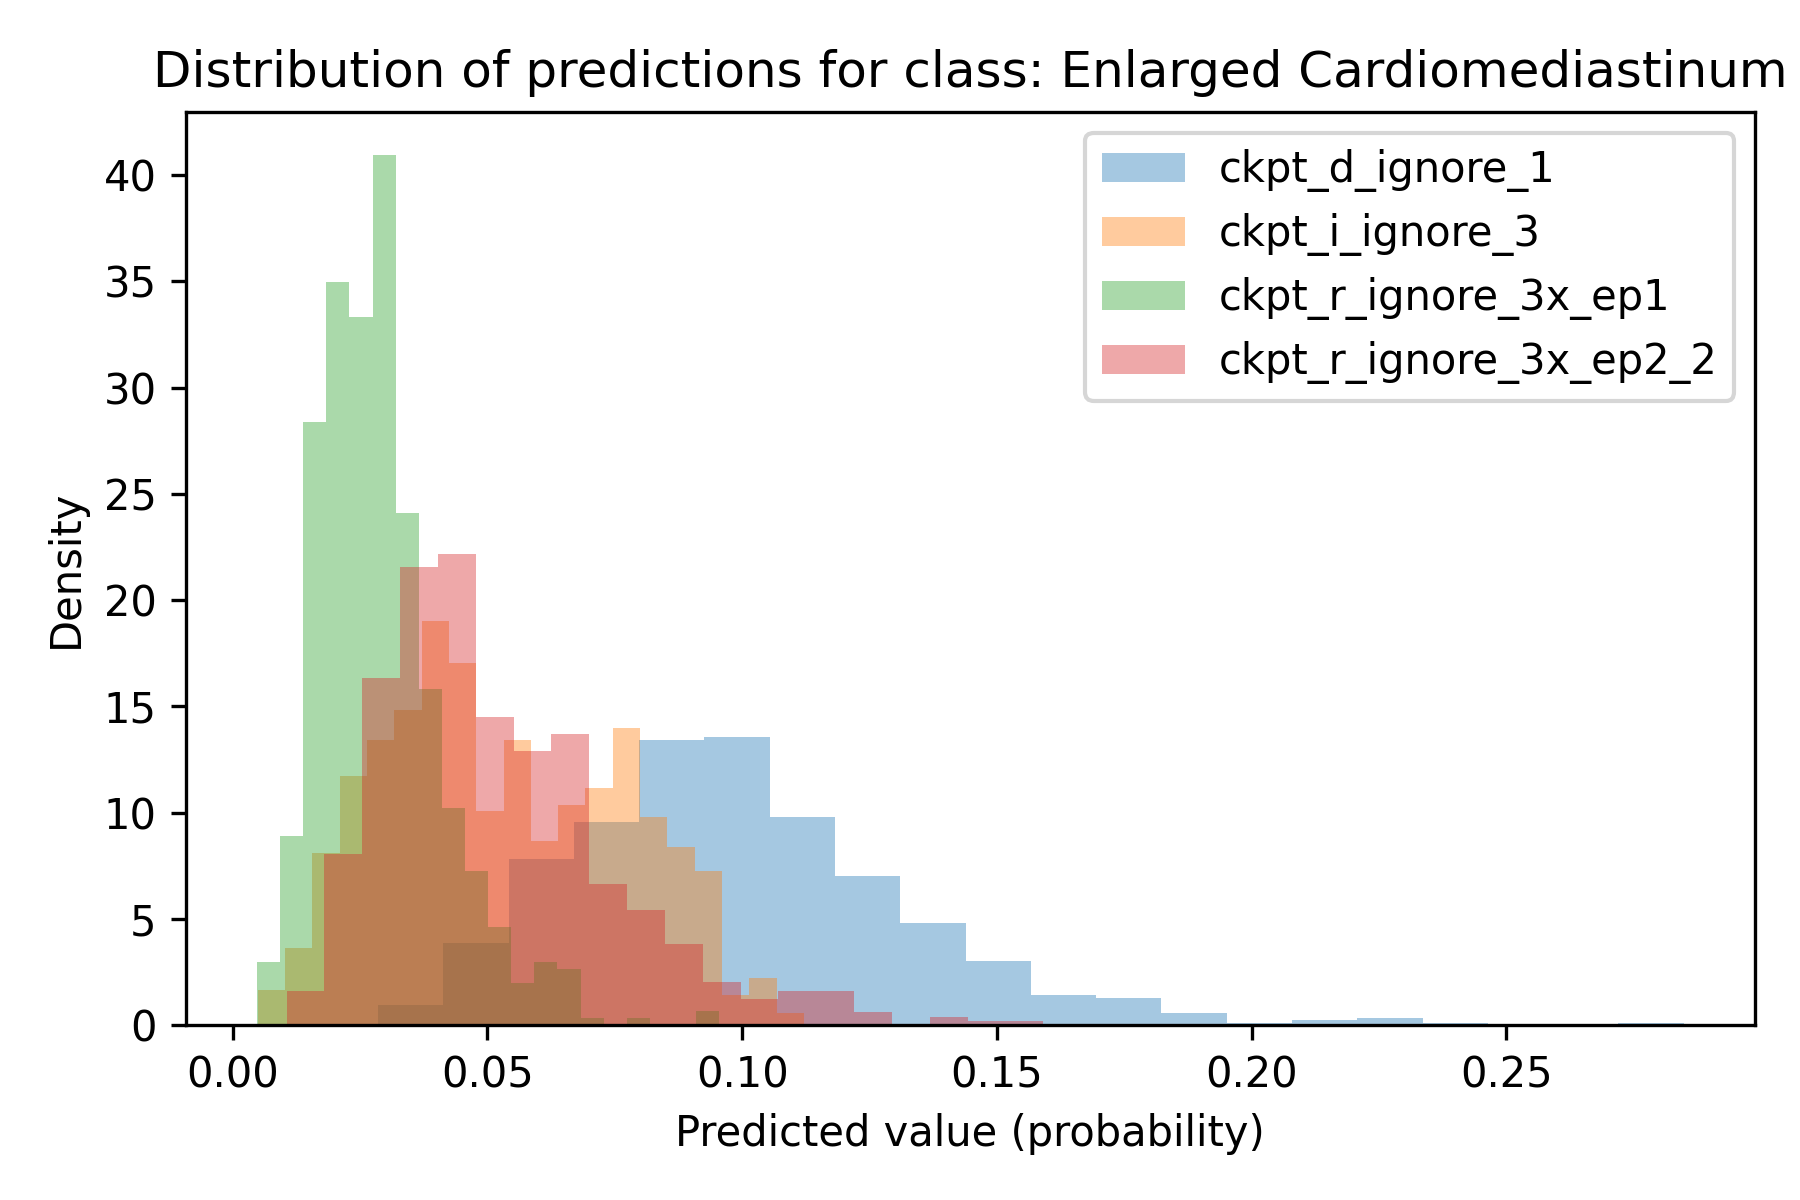 Distribution of predictions for class: Enlarged Cardiomediastinum
ckpt_d_ignore_1
ckpt_i_ignore_3
ckpt_r_ignore_3x_ep1
ckpt_r_ignore_3x_ep2_2
Density
40
35
30
25
20
15
10
5
0
0.00 0.05 0.10 0.15 0.20 0.25
Predicted value (probability)